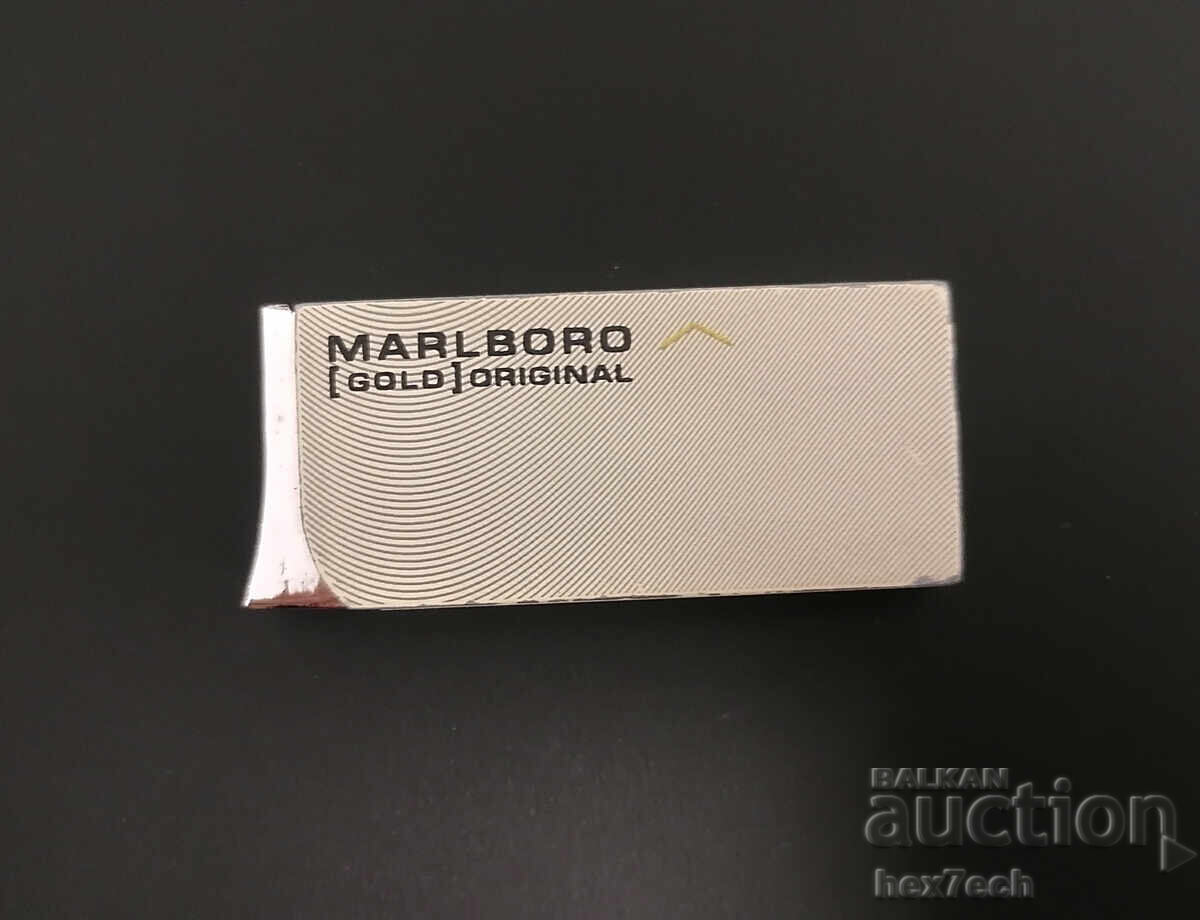 MARLBORO
[GOLD] ORIGINAL
BALKAN
auction
hex7ech